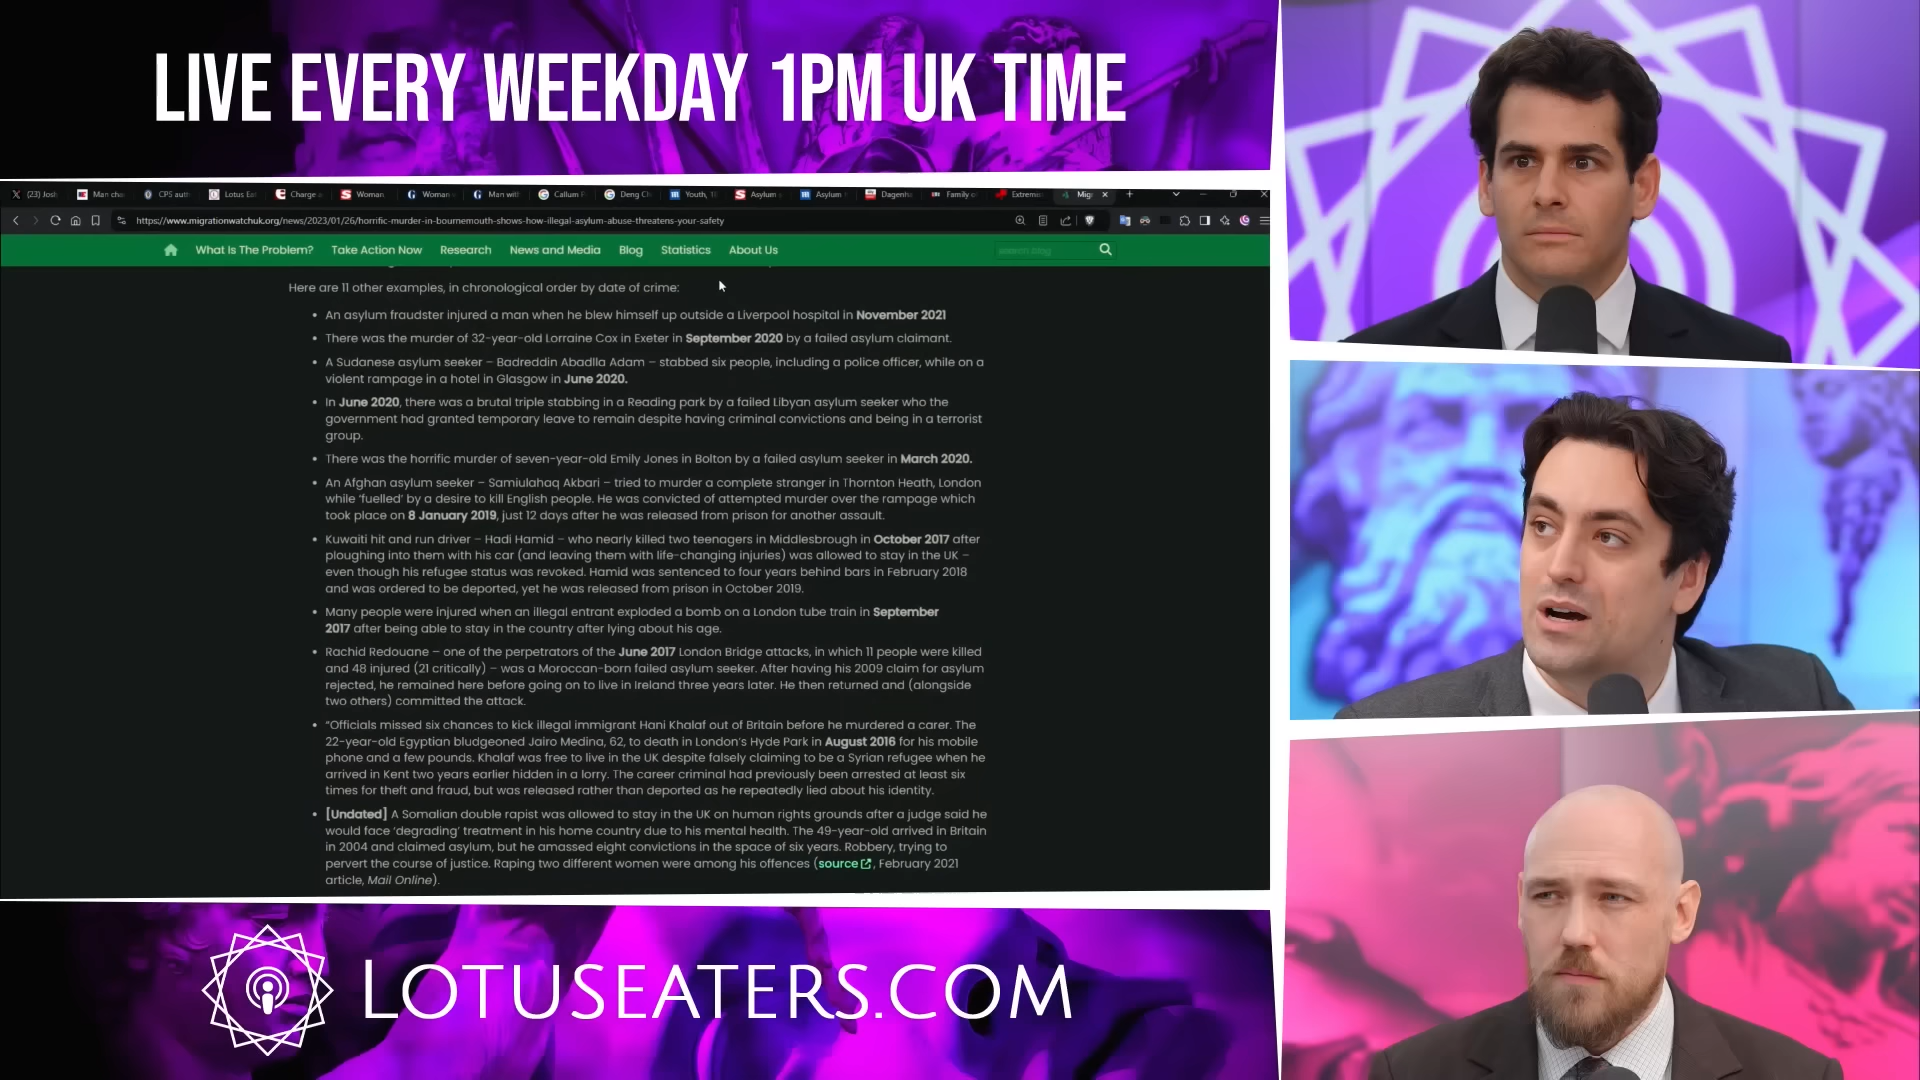 LIVE EVERY WEEKDAY 1PM UK TIME
(23) Josh
Man cha
CPS auth
Lotus Eat
Charge a
Woman
Woman
Man with
Callum P
Deng Ch
Youth, 1
Asylum
Asylum
Dagenha
Family o
Extremi
Mig
https://www.migrationwatchuk.org/news/2023/01/26/horrific-murder-in-bournemouth-shows-how-illegal-asylum-abuse-threatens-your-safety
What Is The Problem? Take Action Now Research News and Media Blog Statistics About Us
search blog
Here are 11 other examples, in chronological order by date of crime:
• An asylum fraudster injured a man when he blew himself up outside a Liverpool hospital in November 2021
• There was the murder of 32-year-old Lorraine Cox in Exeter in September 2020 by a failed asylum claimant.
• A Sudanese asylum seeker – Badreddin Abadlla Adam – stabbed six people, including a police officer, while on a
violent rampage in a hotel in Glasgow in June 2020.
• In June 2020, there was a brutal triple stabbing in a Reading park by a failed Libyan asylum seeker who the
government had granted temporary leave to remain despite having criminal convictions and being in a terrorist
group.
• There was the horrific murder of seven-year-old Emily Jones in Bolton by a failed asylum seeker in March 2020.
• An Afghan asylum seeker – Samiulahaq Akbari – tried to murder a complete stranger in Thornton Heath, London
while ‘fuelled’ by a desire to kill English people. He was convicted of attempted murder over the rampage which
took place on 8 January 2019, just 12 days after he was released from prison for another assault.
• Kuwaiti hit and run driver – Hadi Hamid – who nearly killed two teenagers in Middlesbrough in October 2017 after
ploughing into them with his car (and leaving them with life-changing injuries) was allowed to stay in the UK –
even though his refugee status was revoked. Hamid was sentenced to four years behind bars in February 2018
and was ordered to be deported, yet he was released from prison in October 2019.
• Many people were injured when an illegal entrant exploded a bomb on a London tube train in September
2017 after being able to stay in the country after lying about his age.
• Rachid Redouane – one of the perpetrators of the June 2017 London Bridge attacks, in which 11 people were killed
and 48 injured (21 critically) – was a Moroccan-born failed asylum seeker. After having his 2009 claim for asylum
rejected, he remained here before going on to live in Ireland three years later. He then returned and (alongside
two others) committed the attack.
• “Officials missed six chances to kick illegal immigrant Hani Khalaf out of Britain before he murdered a carer. The
22-year-old Egyptian bludgeoned Jairo Medina, 62, to death in London’s Hyde Park in August 2016 for his mobile
phone and a few pounds. Khalaf was free to live in the UK despite falsely claiming to be a Syrian refugee when he
arrived in Kent two years earlier hidden in a lorry. The career criminal had previously been arrested at least six
times for theft and fraud, but was released rather than deported as he repeatedly lied about his identity.
• [Undated] A Somalian double rapist was allowed to stay in the UK on human rights grounds after a judge said he
would face ‘degrading’ treatment in his home country due to his mental health. The 49-year-old arrived in Britain
in 2004 and claimed asylum, but he amassed eight convictions in the space of six years. Robbery, trying to
pervert the course of justice. Raping two different women were among his offences (source, February 2021
article, Mail Online).
LOTUSEATERS.COM